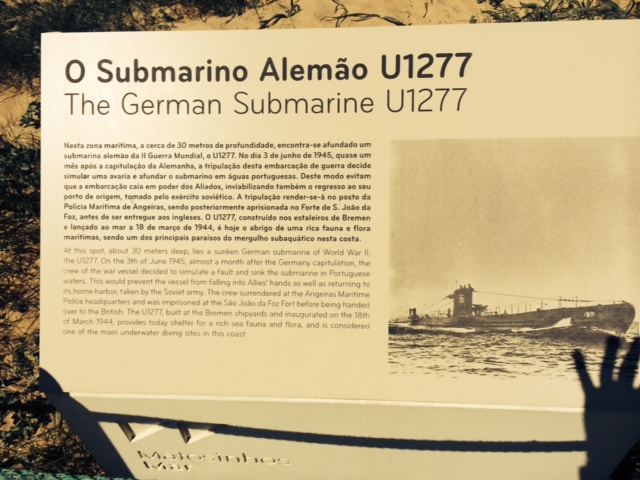 O Submarino Alemão U1277
The German Submarine U1277
Nesta zona marítima, a cerca de 30 metros de profundidade, encontra-se afundado um
submarino alemão da II Guerra Mundial, o U1277. No dia 3 de junho de 1945, quase um
mês após a capitulação da Alemanha, a tripulação desta embarcação de guerra decide
simular uma avaria e afundar o submarino em águas portuguesas. Deste modo evitam
que a embarcação caia em poder dos Aliados, inviabilizando também o regresso ao seu
porto de origem, tomado pelo exército soviético. A tripulação render-se-á no posto da
Polícia Marítima de Angeiras, sendo posteriormente aprisionada no Forte de S. João da
Foz, antes de ser entregue aos ingleses. O U1277, construído nos estaleiros de Bremen
e lançado ao mar a 18 de março de 1944, é hoje o abrigo de uma rica fauna e flora
marítimas, sendo um dos principais paraísos do mergulho subaquático nesta costa.
At this spot, about 30 meters deep, lies a sunken German submarine of World War II,
the U1277. On the 3th of June 1945, almost a month after the Germany capitulation, the
crew of the war vessel decided to simulate a fault and sink the submarine in Portuguese
waters. This would prevent the vessel from falling into Allies' hands as well as returning to
its home harbor, taken by the Soviet army. The crew surrendered at the Angeiras Maritime
Police headquarters and was imprisoned at the São João da Foz Fort before being handed
over to the British. The U1277, built at the Bremen shipyards and inaugurated on the 18th
of March 1944, provides today shelter for a rich sea fauna and flora, and is considered
one of the main underwater diving sites in this coast.
Matosinhos
Mar